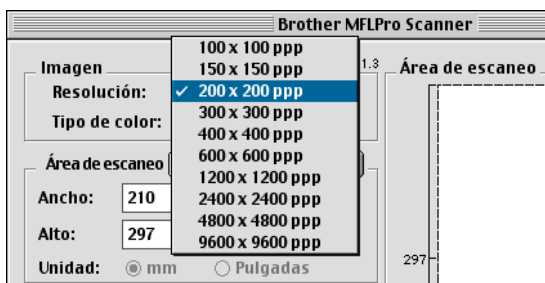 Brother MFLPro Scanner
Imagen
1.3
Resolución:
Tipo de color:
100 x 100 ppp
150 x 150 ppp
✓ 200 x 200 ppp
300 x 300 ppp
400 x 400 ppp
600 x 600 ppp
1200 x 1200 ppp
2400 x 2400 ppp
4800 x 4800 ppp
9600 x 9600 ppp
Área de escaneo
Ancho: 210
Alto: 297
Unidad: mm Pulgadas
Área de escaneo
297